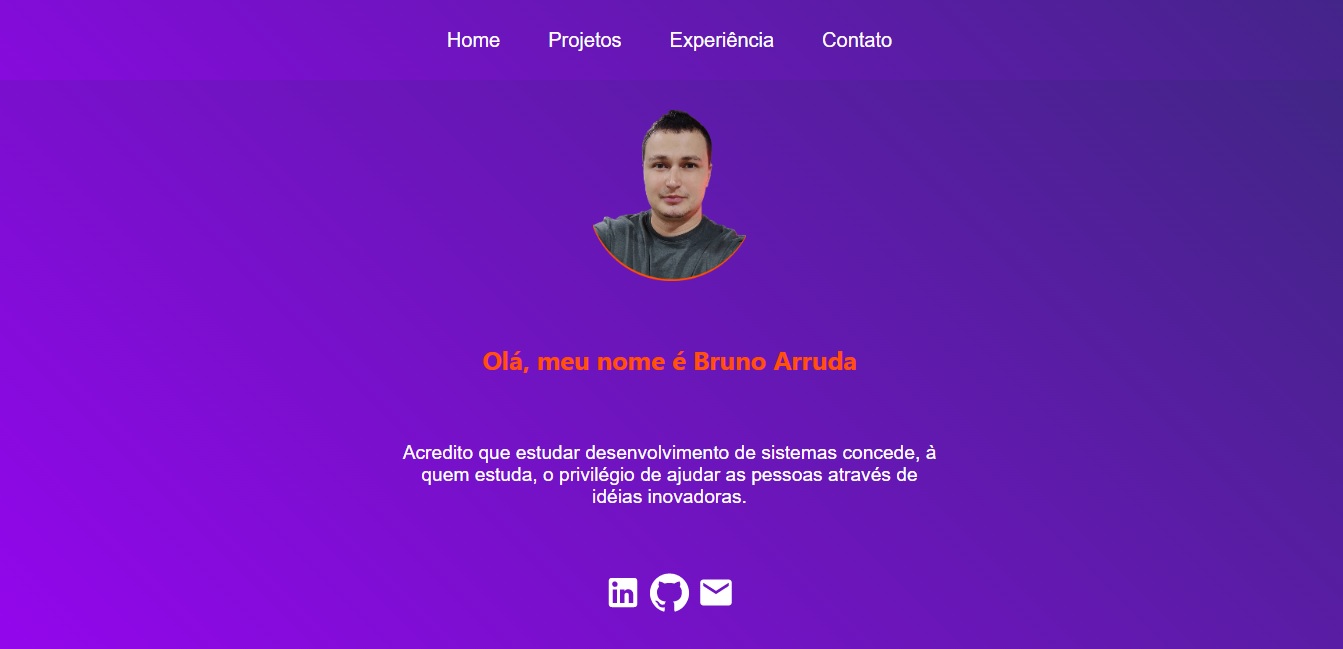 Home Projetos Experiência Contato
Olá, meu nome é Bruno Arruda
Acredito que estudar desenvolvimento de sistemas concede, à
quem estuda, o privilégio de ajudar as pessoas através de
idéias inovadoras.
in